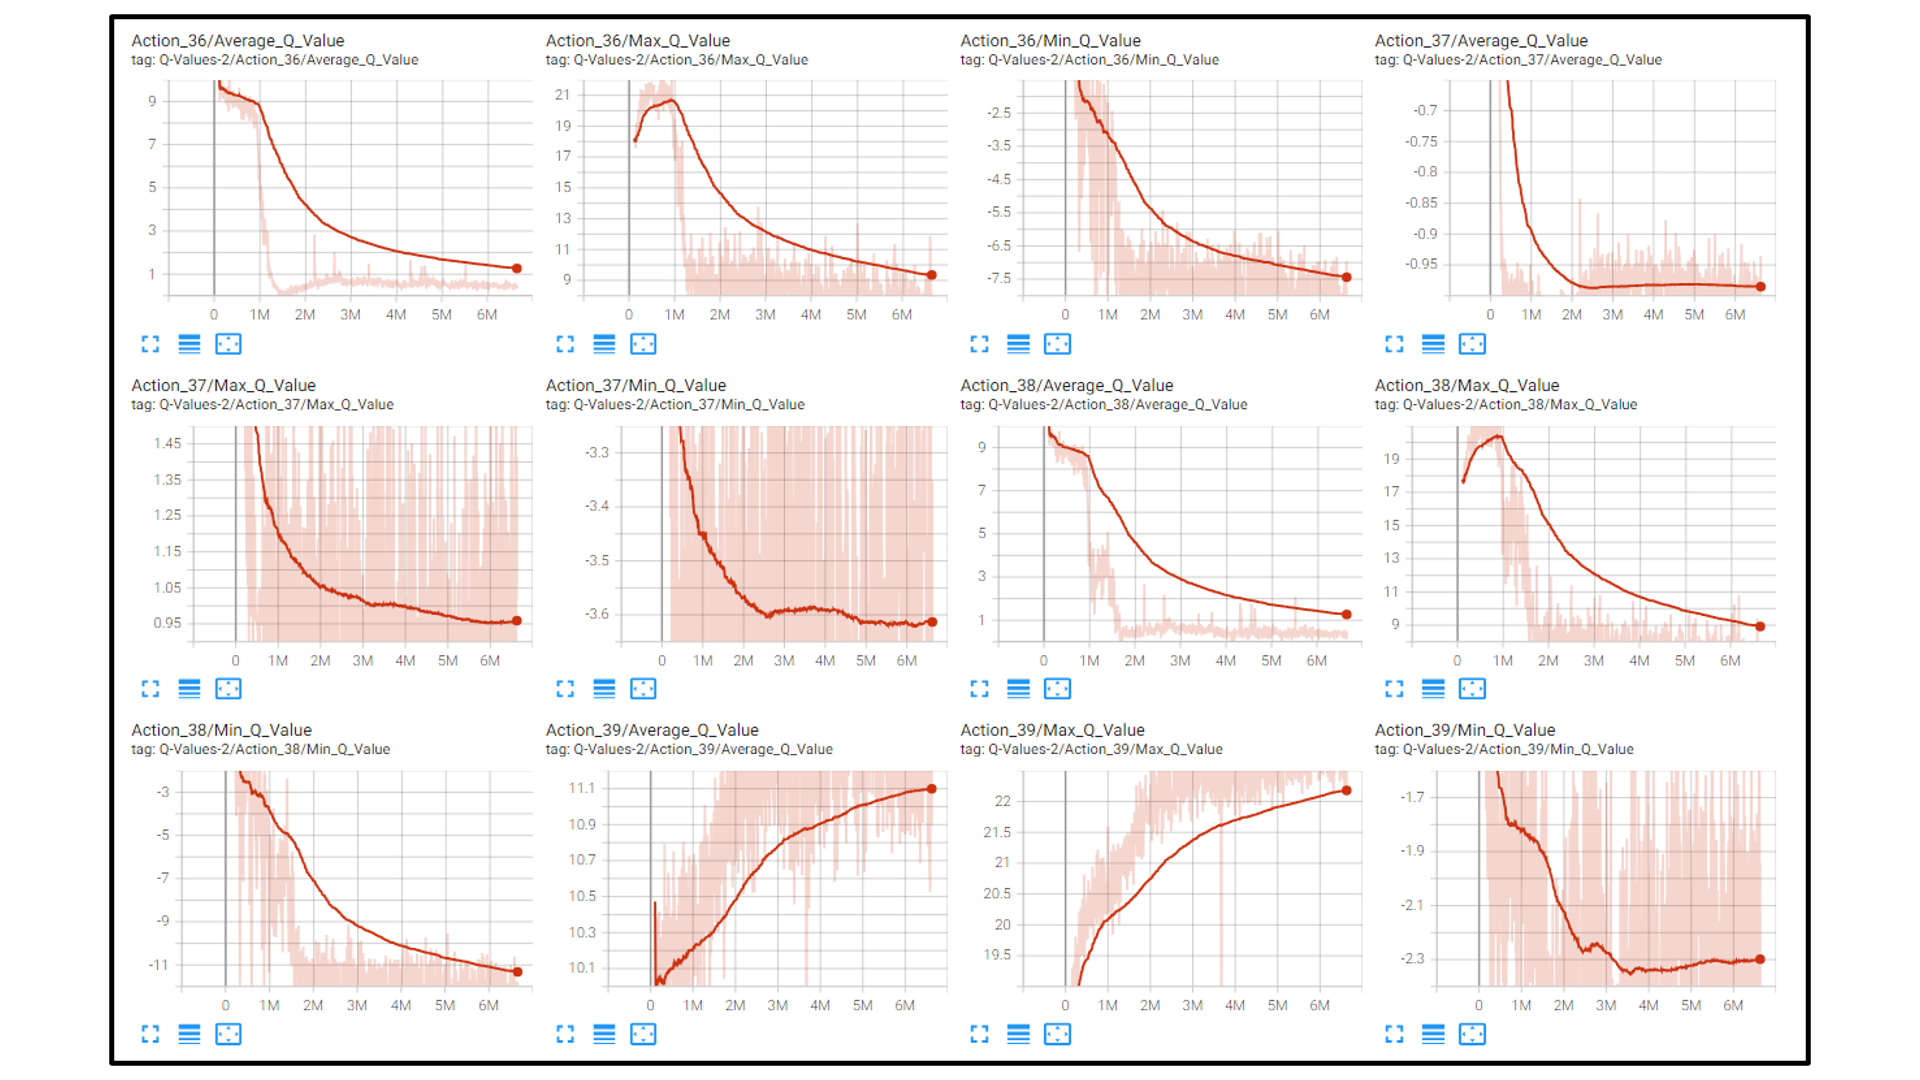 Action_36/Average_Q_Value
tag: Q-Values-2/Action_36/Average_Q_Value
9
7
5
3
1
0 1M 2M 3M 4M 5M 6M
Action_36/Max_Q_Value
tag: Q-Values-2/Action_36/Max_Q_Value
21
19
17
15
13
11
9
0 1M 2M 3M 4M 5M 6M
Action_36/Min_Q_Value
tag: Q-Values-2/Action_36/Min_Q_Value
-2.5
-3.5
-4.5
-5.5
-6.5
-7.5
0 1M 2M 3M 4M 5M 6M
Action_37/Average_Q_Value
tag: Q-Values-2/Action_37/Average_Q_Value
-0.7
-0.75
-0.8
-0.85
-0.9
-0.95
0 1M 2M 3M 4M 5M 6M
Action_37/Max_Q_Value
tag: Q-Values-2/Action_37/Max_Q_Value
1.45
1.35
1.25
1.15
1.05
0.95
0 1M 2M 3M 4M 5M 6M
Action_37/Min_Q_Value
tag: Q-Values-2/Action_37/Min_Q_Value
-3.3
-3.4
-3.5
-3.6
0 1M 2M 3M 4M 5M 6M
Action_38/Average_Q_Value
tag: Q-Values-2/Action_38/Average_Q_Value
9
7
5
3
1
0 1M 2M 3M 4M 5M 6M
Action_38/Max_Q_Value
tag: Q-Values-2/Action_38/Max_Q_Value
19
17
15
13
11
9
0 1M 2M 3M 4M 5M 6M
Action_38/Min_Q_Value
tag: Q-Values-2/Action_38/Min_Q_Value
-3
-5
-7
-9
-11
0 1M 2M 3M 4M 5M 6M
Action_39/Average_Q_Value
tag: Q-Values-2/Action_39/Average_Q_Value
11.1
10.9
10.7
10.5
10.3
10.1
0 1M 2M 3M 4M 5M 6M
Action_39/Max_Q_Value
tag: Q-Values-2/Action_39/Max_Q_Value
22
21.5
21
20.5
20
19.5
0 1M 2M 3M 4M 5M 6M
Action_39/Min_Q_Value
tag: Q-Values-2/Action_39/Min_Q_Value
-1.7
-1.9
-2.1
-2.3
0 1M 2M 3M 4M 5M 6M